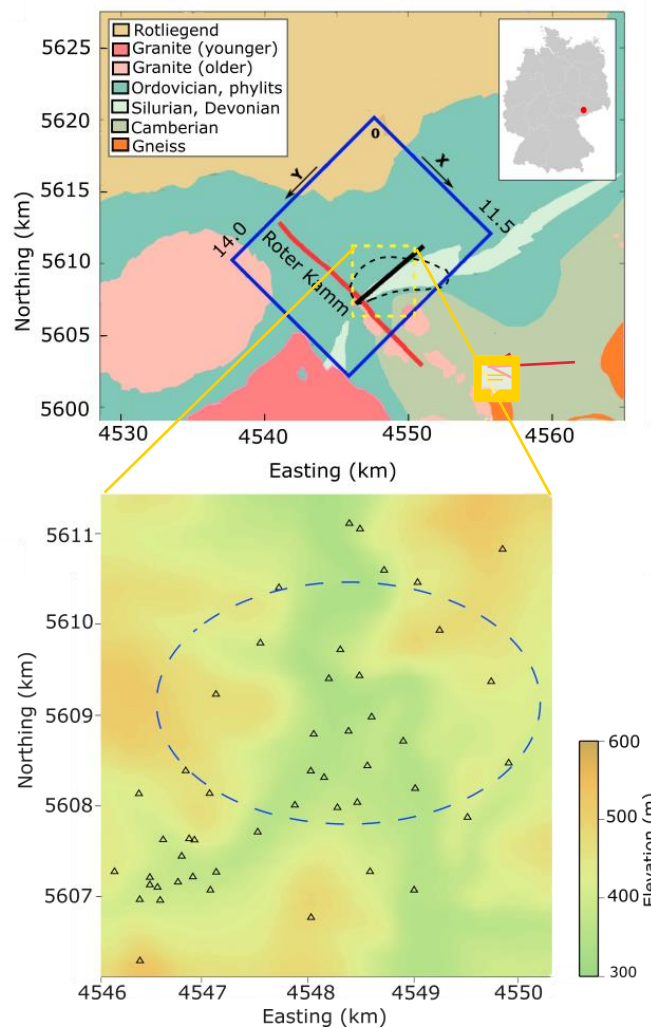 5625
5620
5615
5610
5605
5600
Northing (km)
Rotliegend
Granite (younger)
Granite (older)
Ordovician, phylits
Silurian, Devonian
Camberian
Gneiss
0
X
Y
11.5
14.0
Roter Kamm
4530
4540
4550
4560
Easting (km)
5611
5610
5609
5608
5607
Northing (km)
4546
4547
4548
4549
4550
Easting (km)
600
500
400
300
Elevation (m)